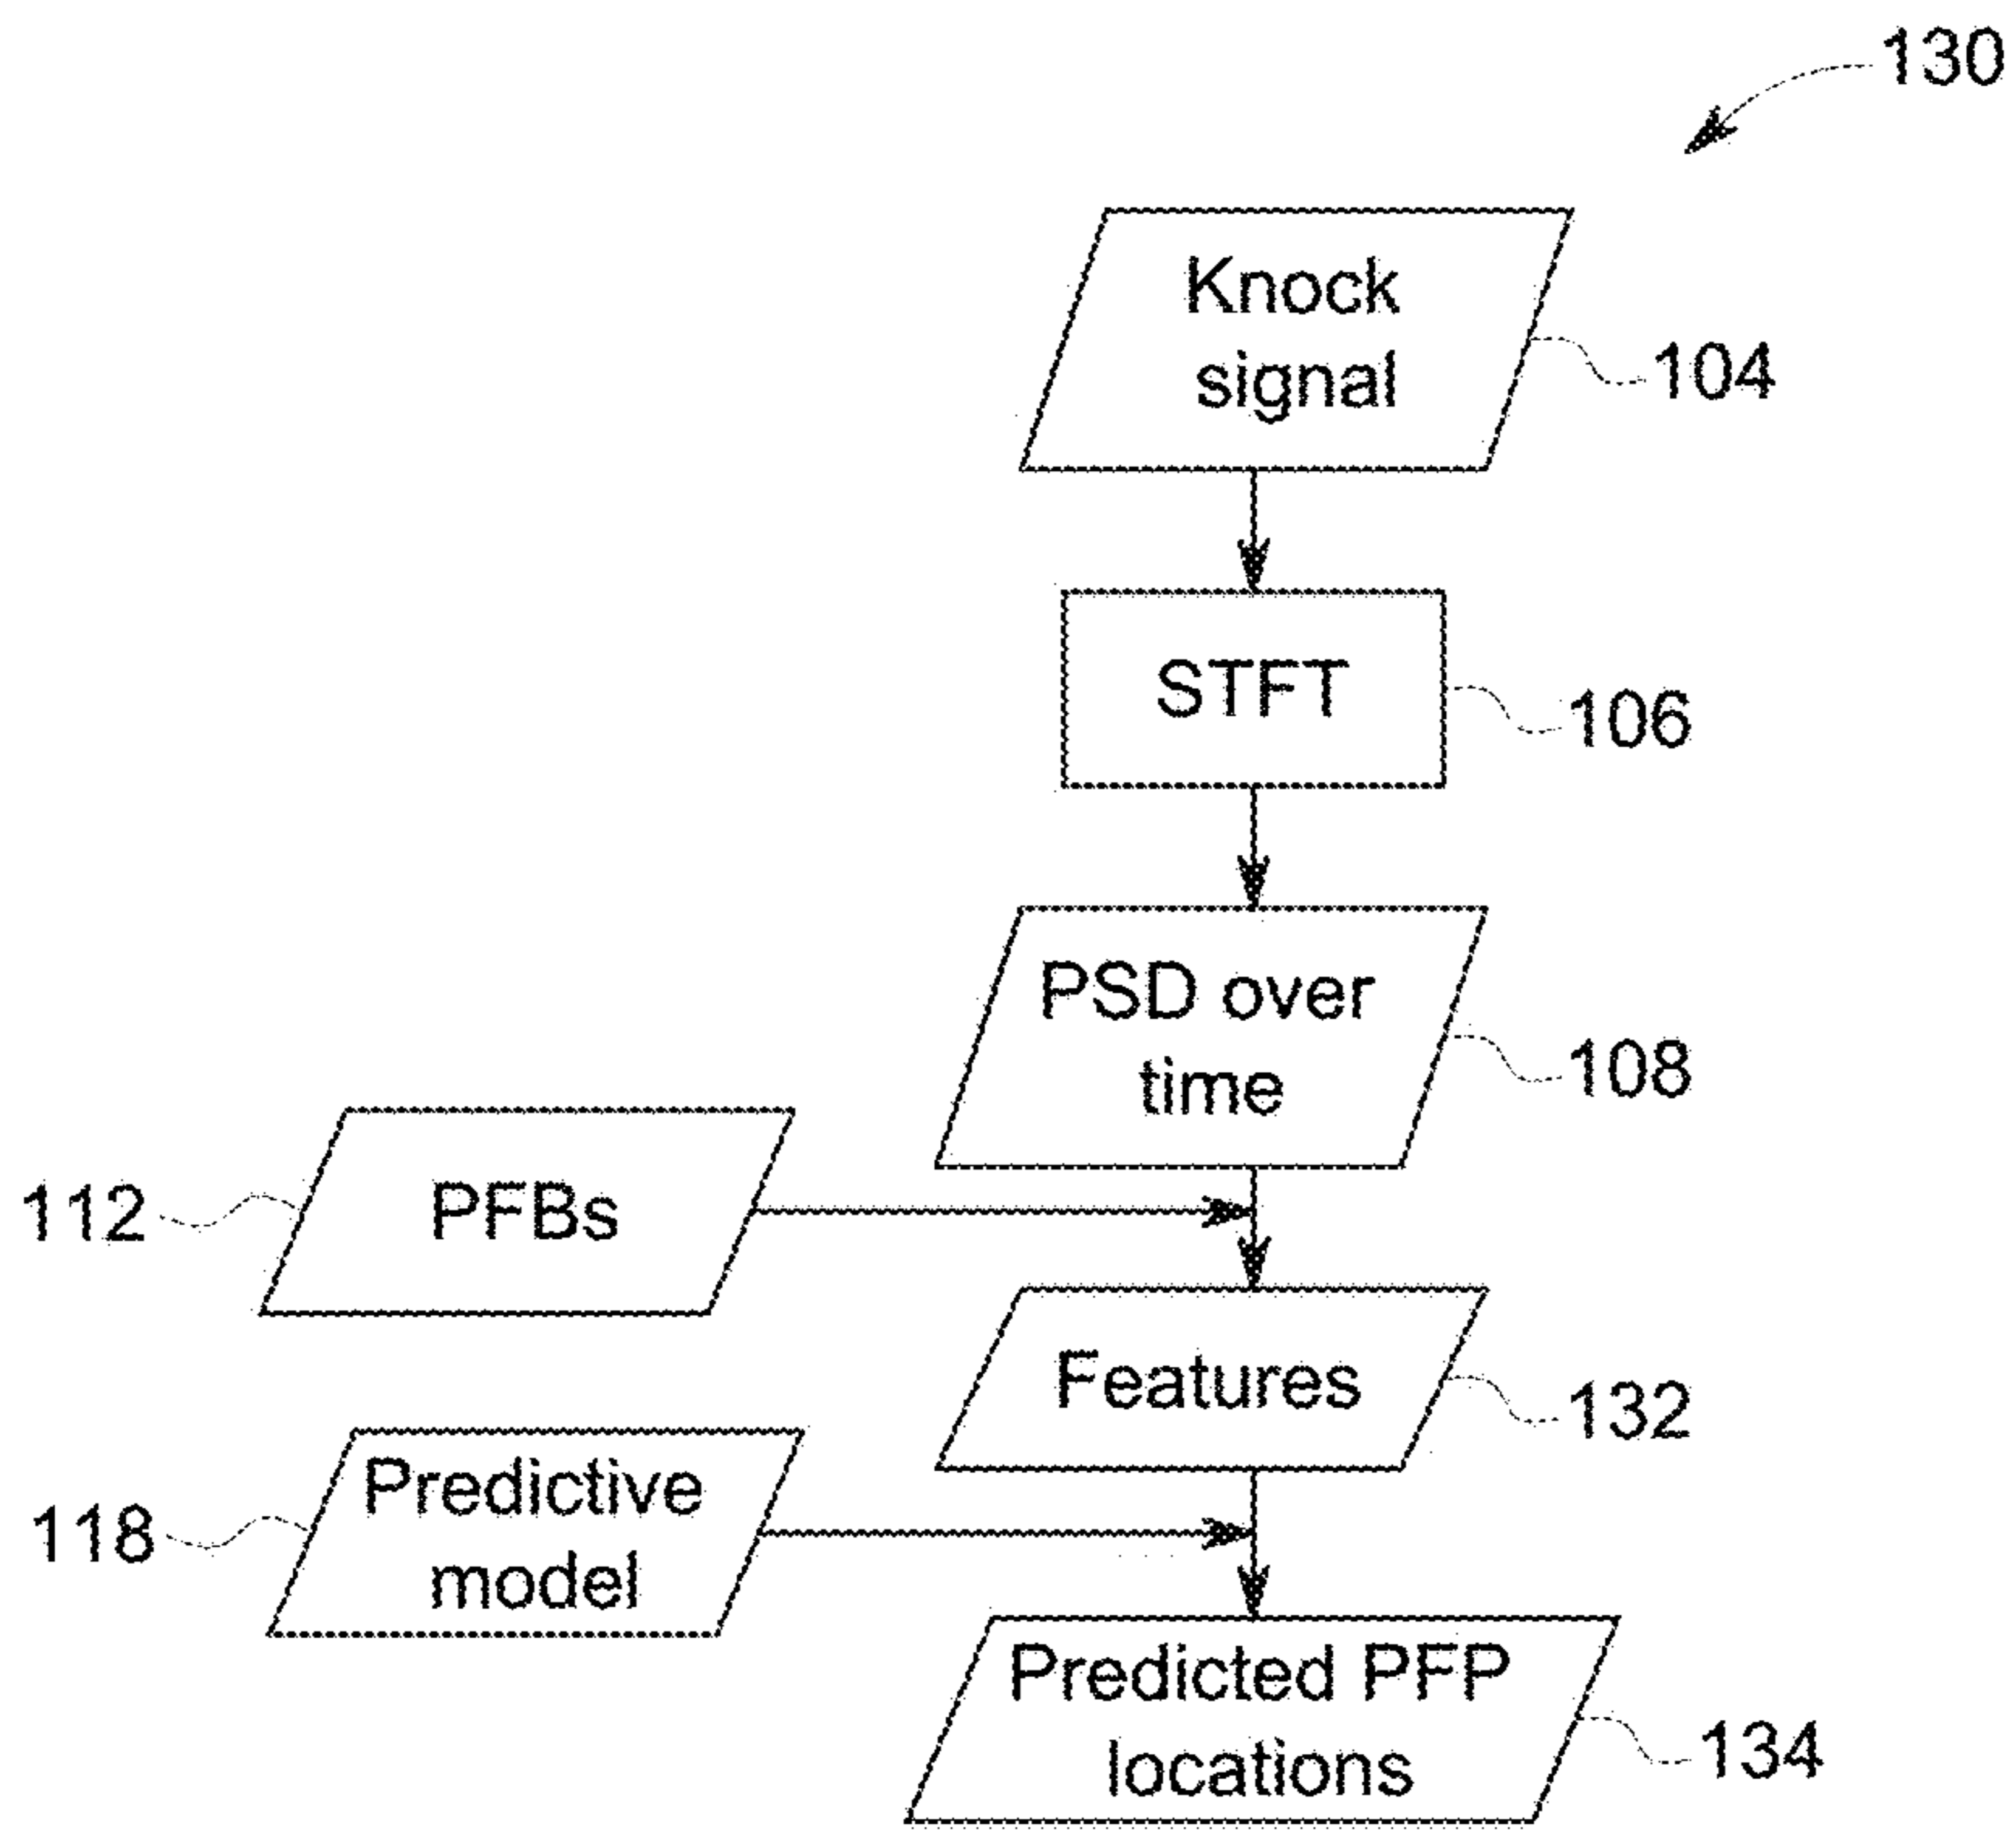 130
Knock
signal
104
STFT
106
PSD over
time
108
112
PFBs
Features
132
118
Predictive
model
Predicted PFP
locations
134